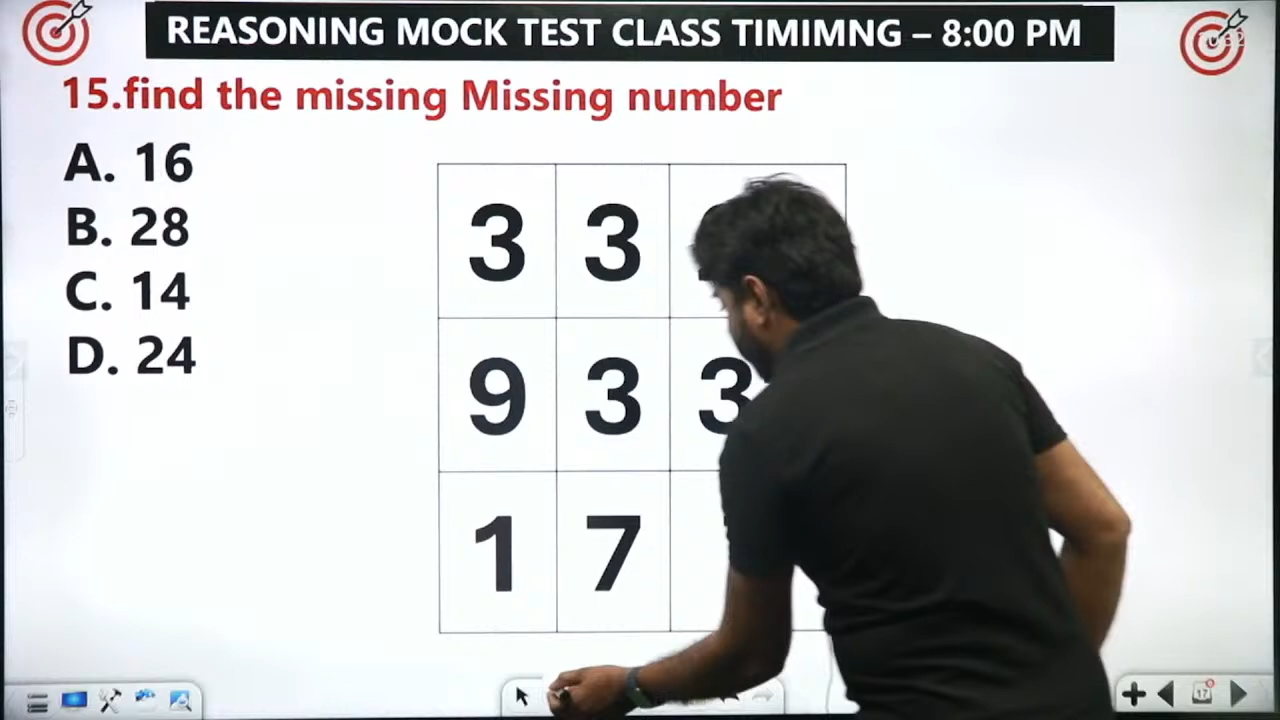 REASONING MOCK TEST CLASS TIMIMNG – 8:00 PM
15.find the missing Missing number
A. 16
B. 28
C. 14
D. 24
3 3
9 3 3
1 7
17